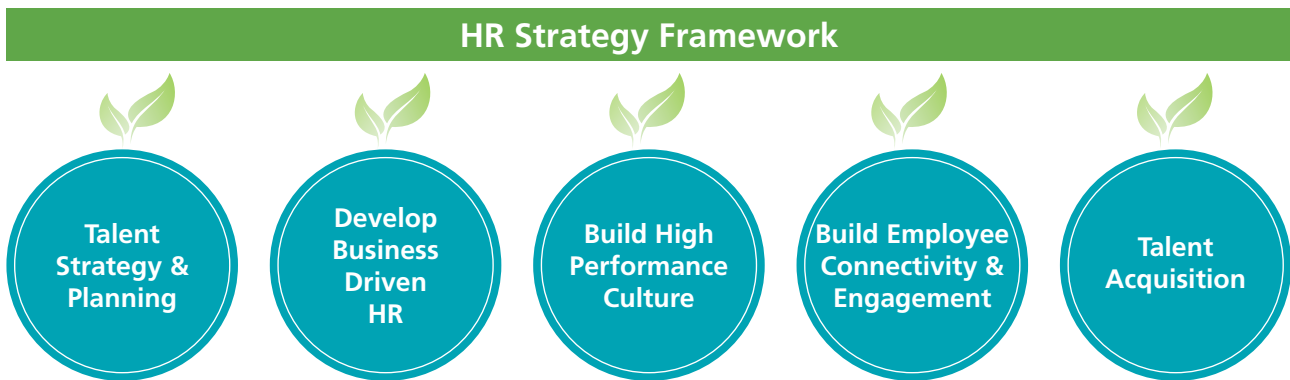 HR Strategy Framework
Talent
Strategy &
Planning
Develop
Business
Driven
HR
Build High
Performance
Culture
Build Employee
Connectivity &
Engagement
Talent
Acquisition